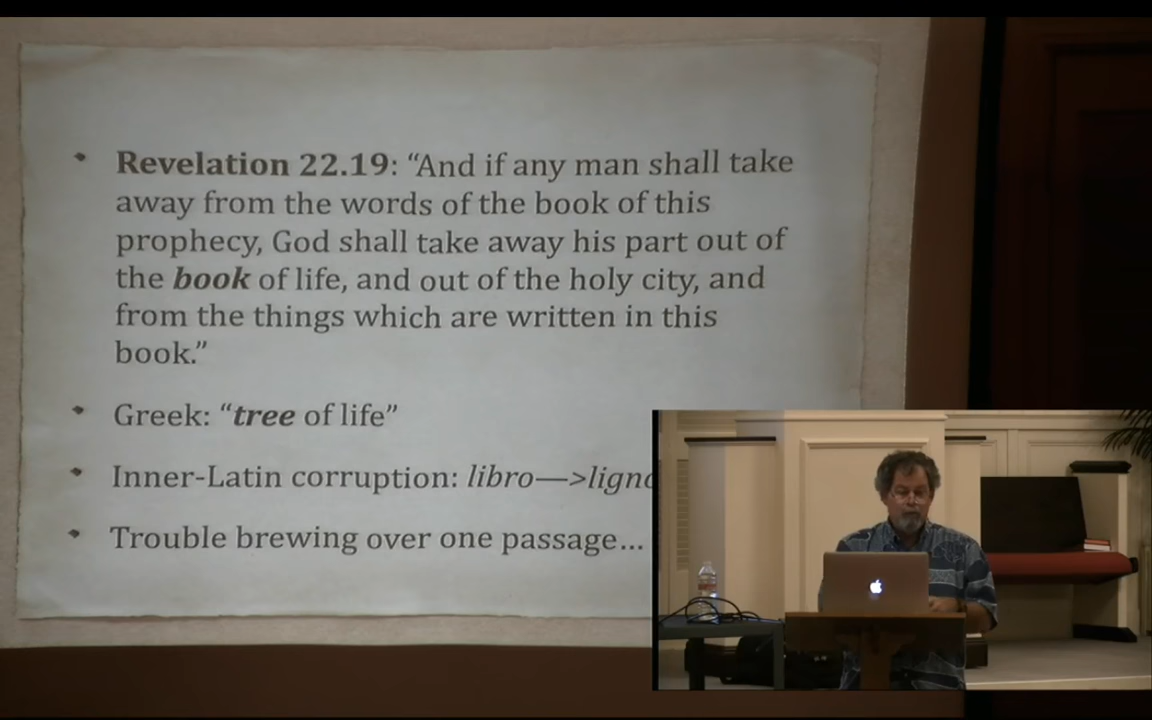 Revelation 22.19: “And if any man shall take
away from the words of the book of this
prophecy, God shall take away his part out of
the book of life, and out of the holy city, and
from the things which are written in this
book.”
Greek: “tree of life”
Inner-Latin corruption: libro—>ligno
Trouble brewing over one passage…